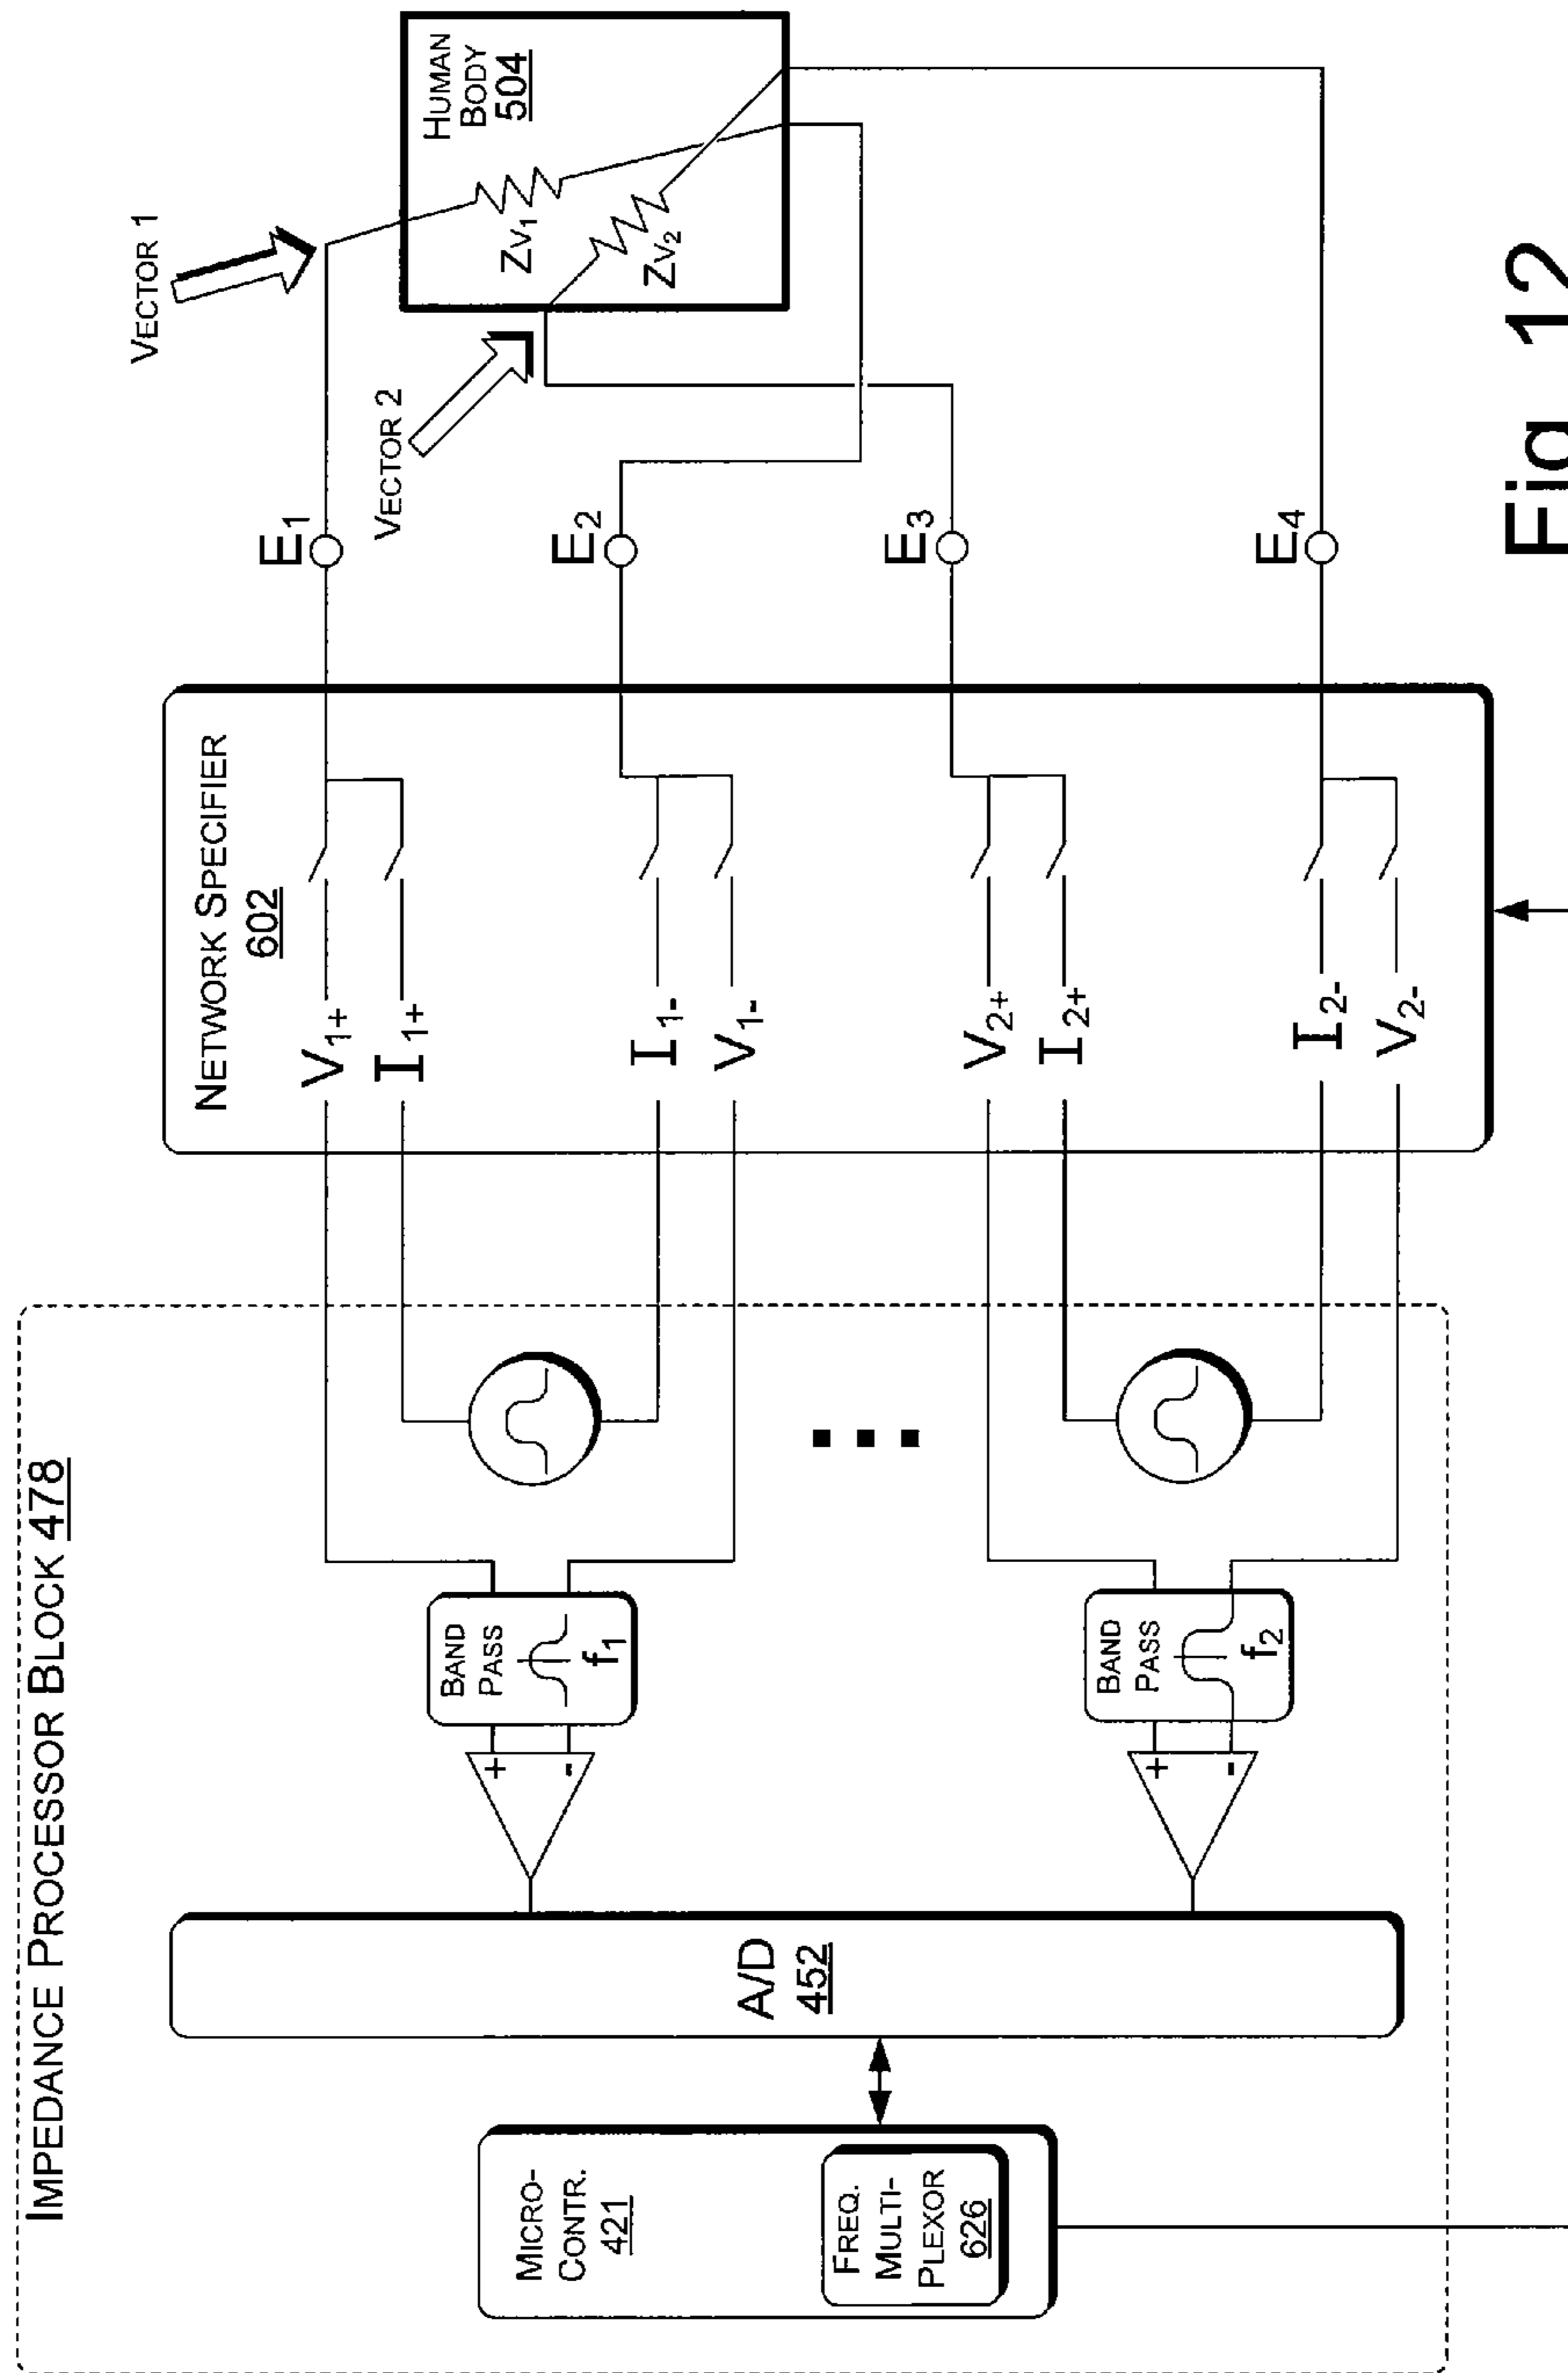 IMPEDANCE PROCESSOR BLOCK 478
MICRO-
CONTR.
421
FREQ.
MULTI-
PLEXOR
626
A/D
452
+
-
BAND
PASS
f1
+
-
BAND
PASS
f2
NETWORK SPECIFIER
602
V1+
I1+
I1-
V1-
V2+
I2+
I2-
V2-
E1
E2
E3
E4
VECTOR 1
VECTOR 2
HUMAN
BODY
504
ZV1
ZV2
Fig. 12